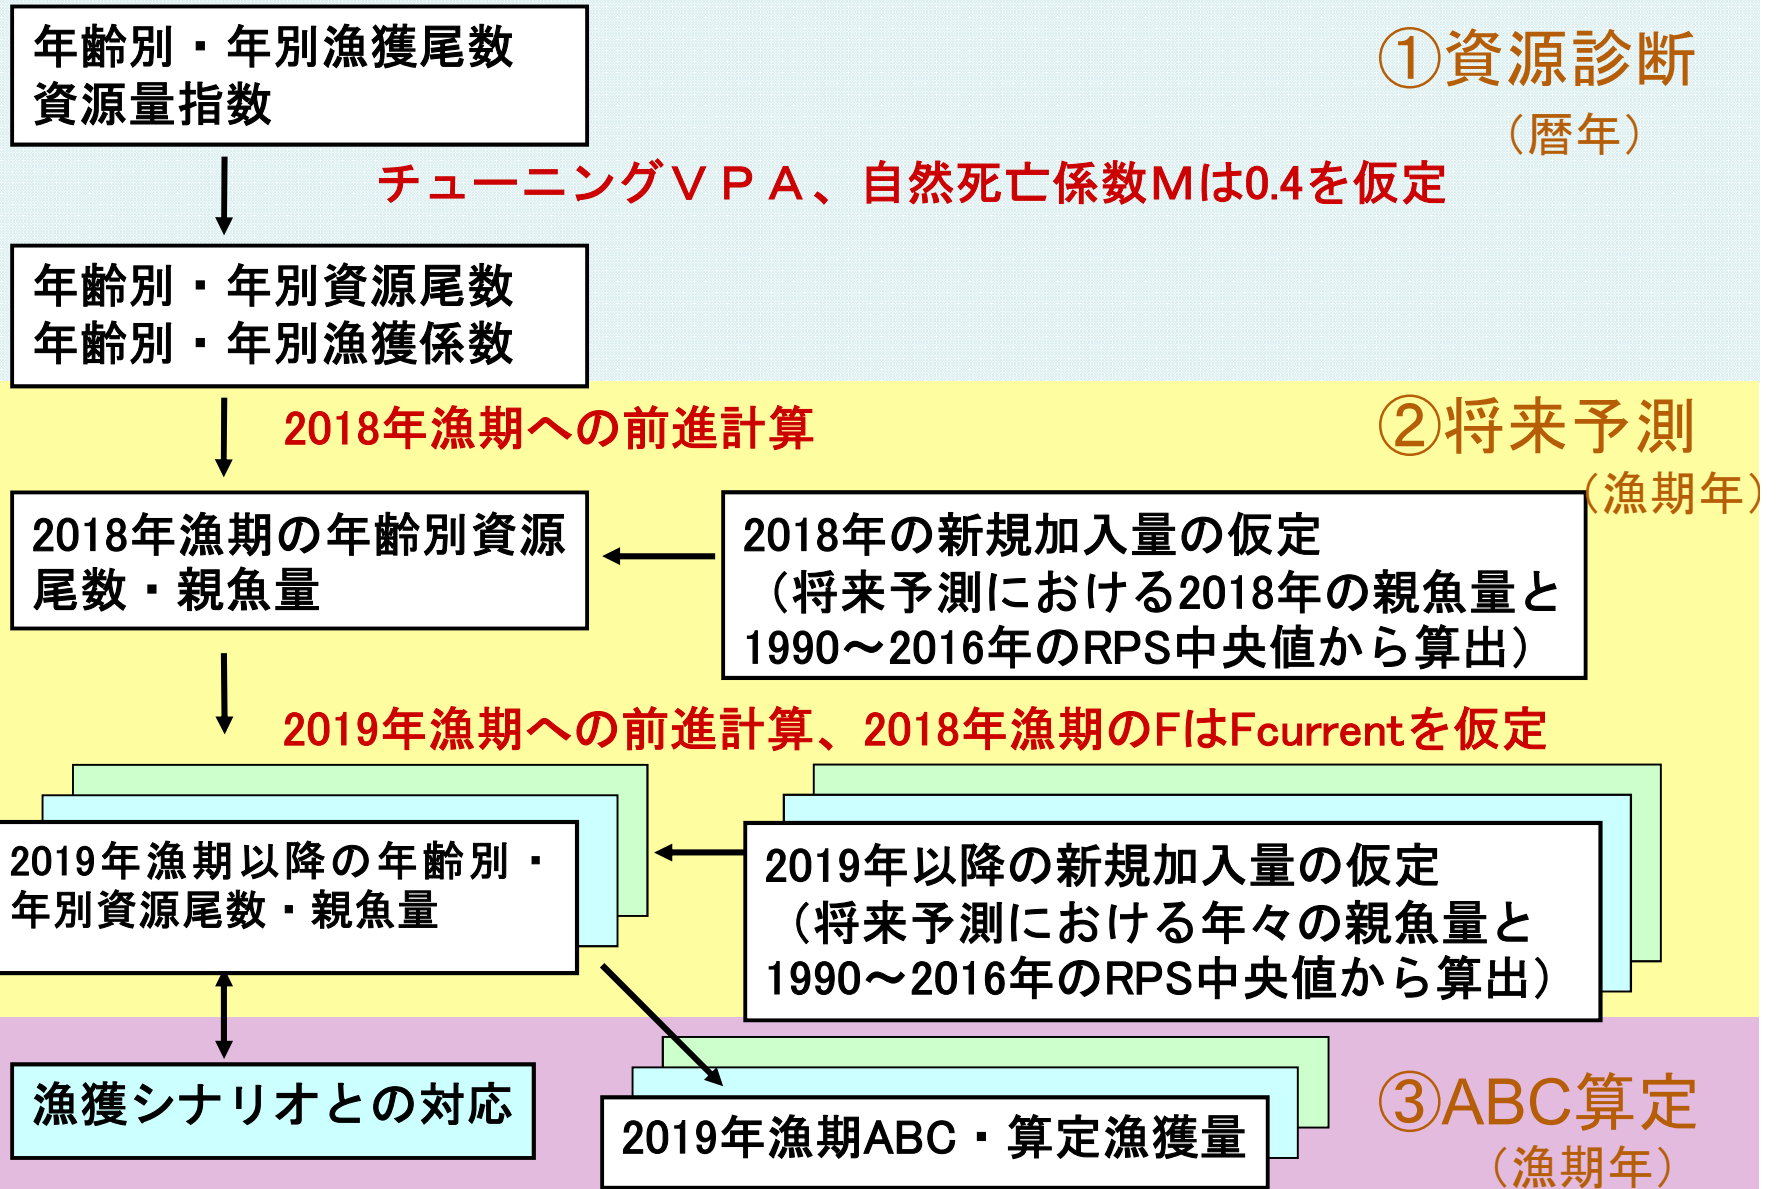 年齢別・年別漁獲尾数
資源量指数
①資源診断
（暦年）
チューニングＶＰＡ、自然死亡係数Mは0.4を仮定
年齢別・年別資源尾数
年齢別・年別漁獲係数
2018年漁期への前進計算
②将来予測
（漁期年）
2018年漁期の年齢別資源
尾数・親魚量
2018年の新規加入量の仮定
（将来予測における2018年の親魚量と
1990～2016年のRPS中央値から算出）
2019年漁期への前進計算、2018年漁期のFはFcurrentを仮定
2019年漁期以降の年齢別・
年別資源尾数・親魚量
2019年以降の新規加入量の仮定
（将来予測における年々の親魚量と
1990～2016年のRPS中央値から算出）
漁獲シナリオとの対応
2019年漁期ABC・算定漁獲量
③ABC算定
（漁期年）